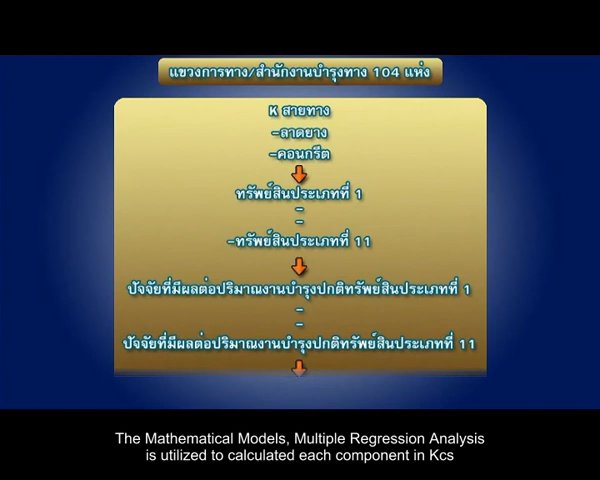 แขวงการทาง/สำนักงานบำรุงทาง 104 แห่ง
K สายทาง
-ลาดยาง
-คอนกรีต
ทรัพย์สินประเภทที่ 1
-
-
-ทรัพย์สินประเภทที่ 11
ปัจจัยที่มีผลต่อปริมาณงานบำรุงปกติทรัพย์สินประเภทที่ 1
-
-
ปัจจัยที่มีผลต่อปริมาณงานบำรุงปกติทรัพย์สินประเภทที่ 11
The Mathematical Models, Multiple Regression Analysis
is utilized to calculated each component in Kcs